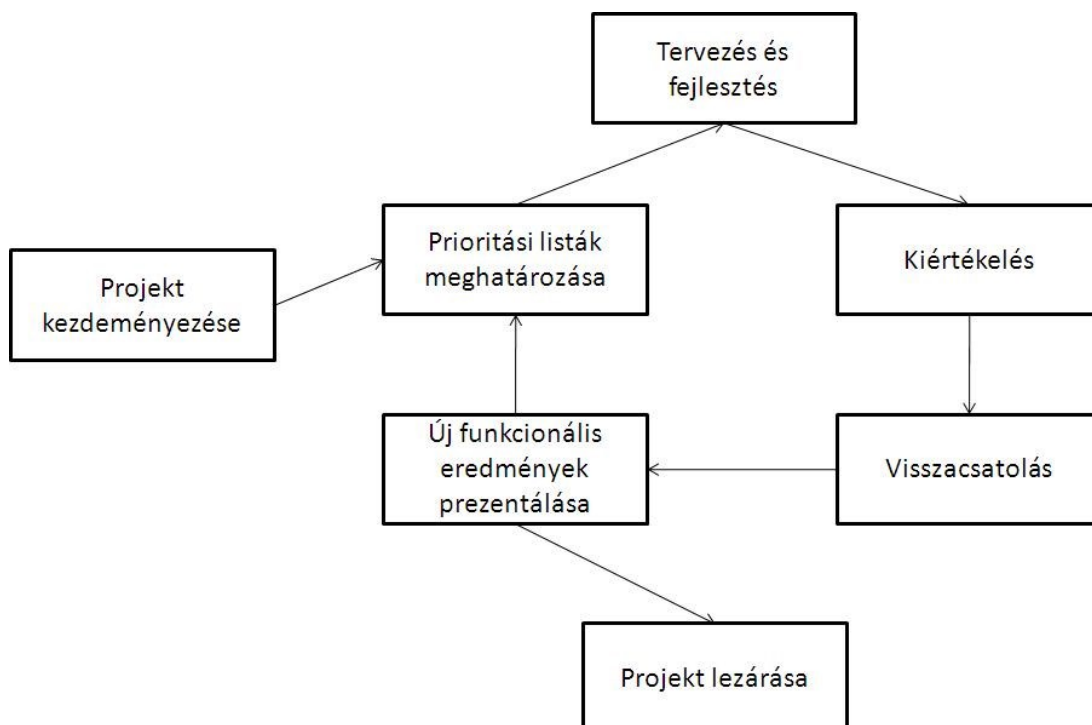 Tervezés és
fejlesztés
Prioritási listák
meghatározása
Kiértékelés
Projekt
kezdeményezése
Új funkcionális
eredmények
prezentálása
Visszacsatolás
Projekt lezárása